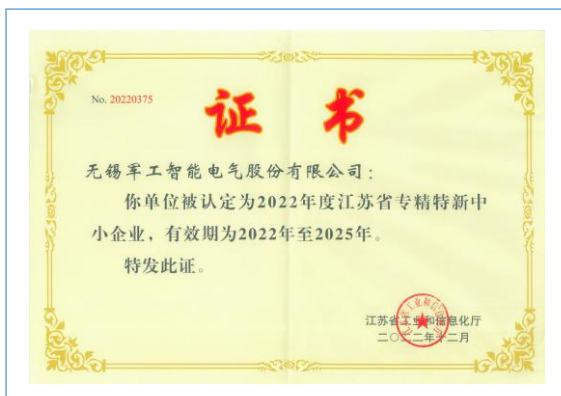 No. 20220375
证书
无锡军工智能电气股份有限公司：
你单位被认定为2022年度江苏省专精特新中
小企业，有效期为2022年至2025年。
特发此证。
江苏省工业和信息化厅
二〇二二年十二月